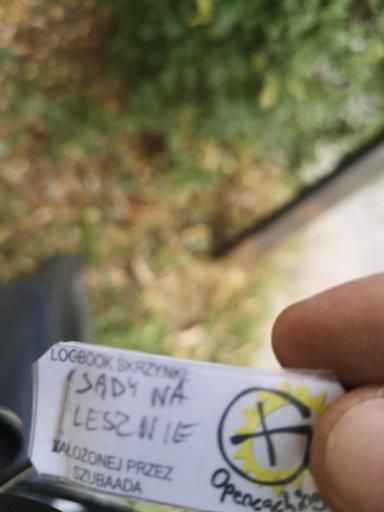 LOGBOOK SKRZYNKI:
SADY NA
LESZNIE
ZAŁOŻONEJ PRZEZ
SZUBAADA
Opencaching